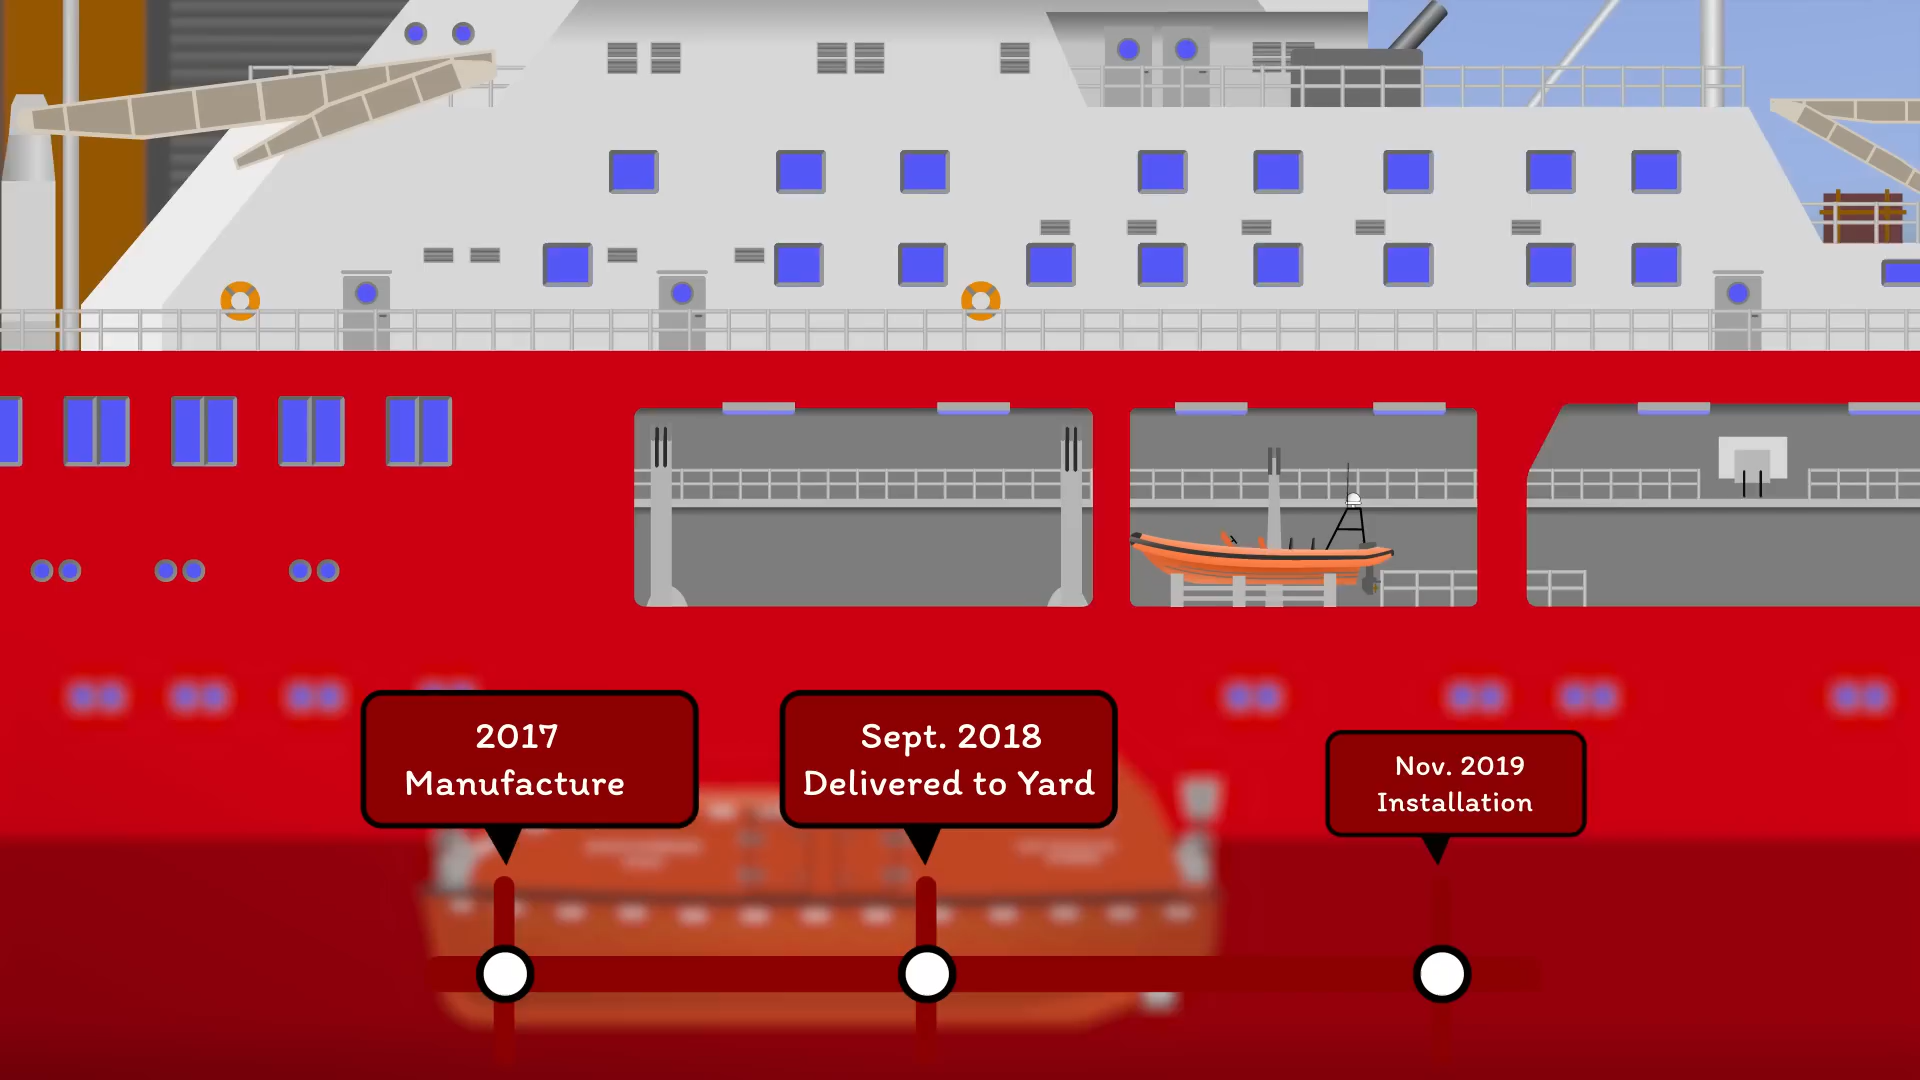 2017
Manufacture
Sept. 2018
Delivered to Yard
Nov. 2019
Installation